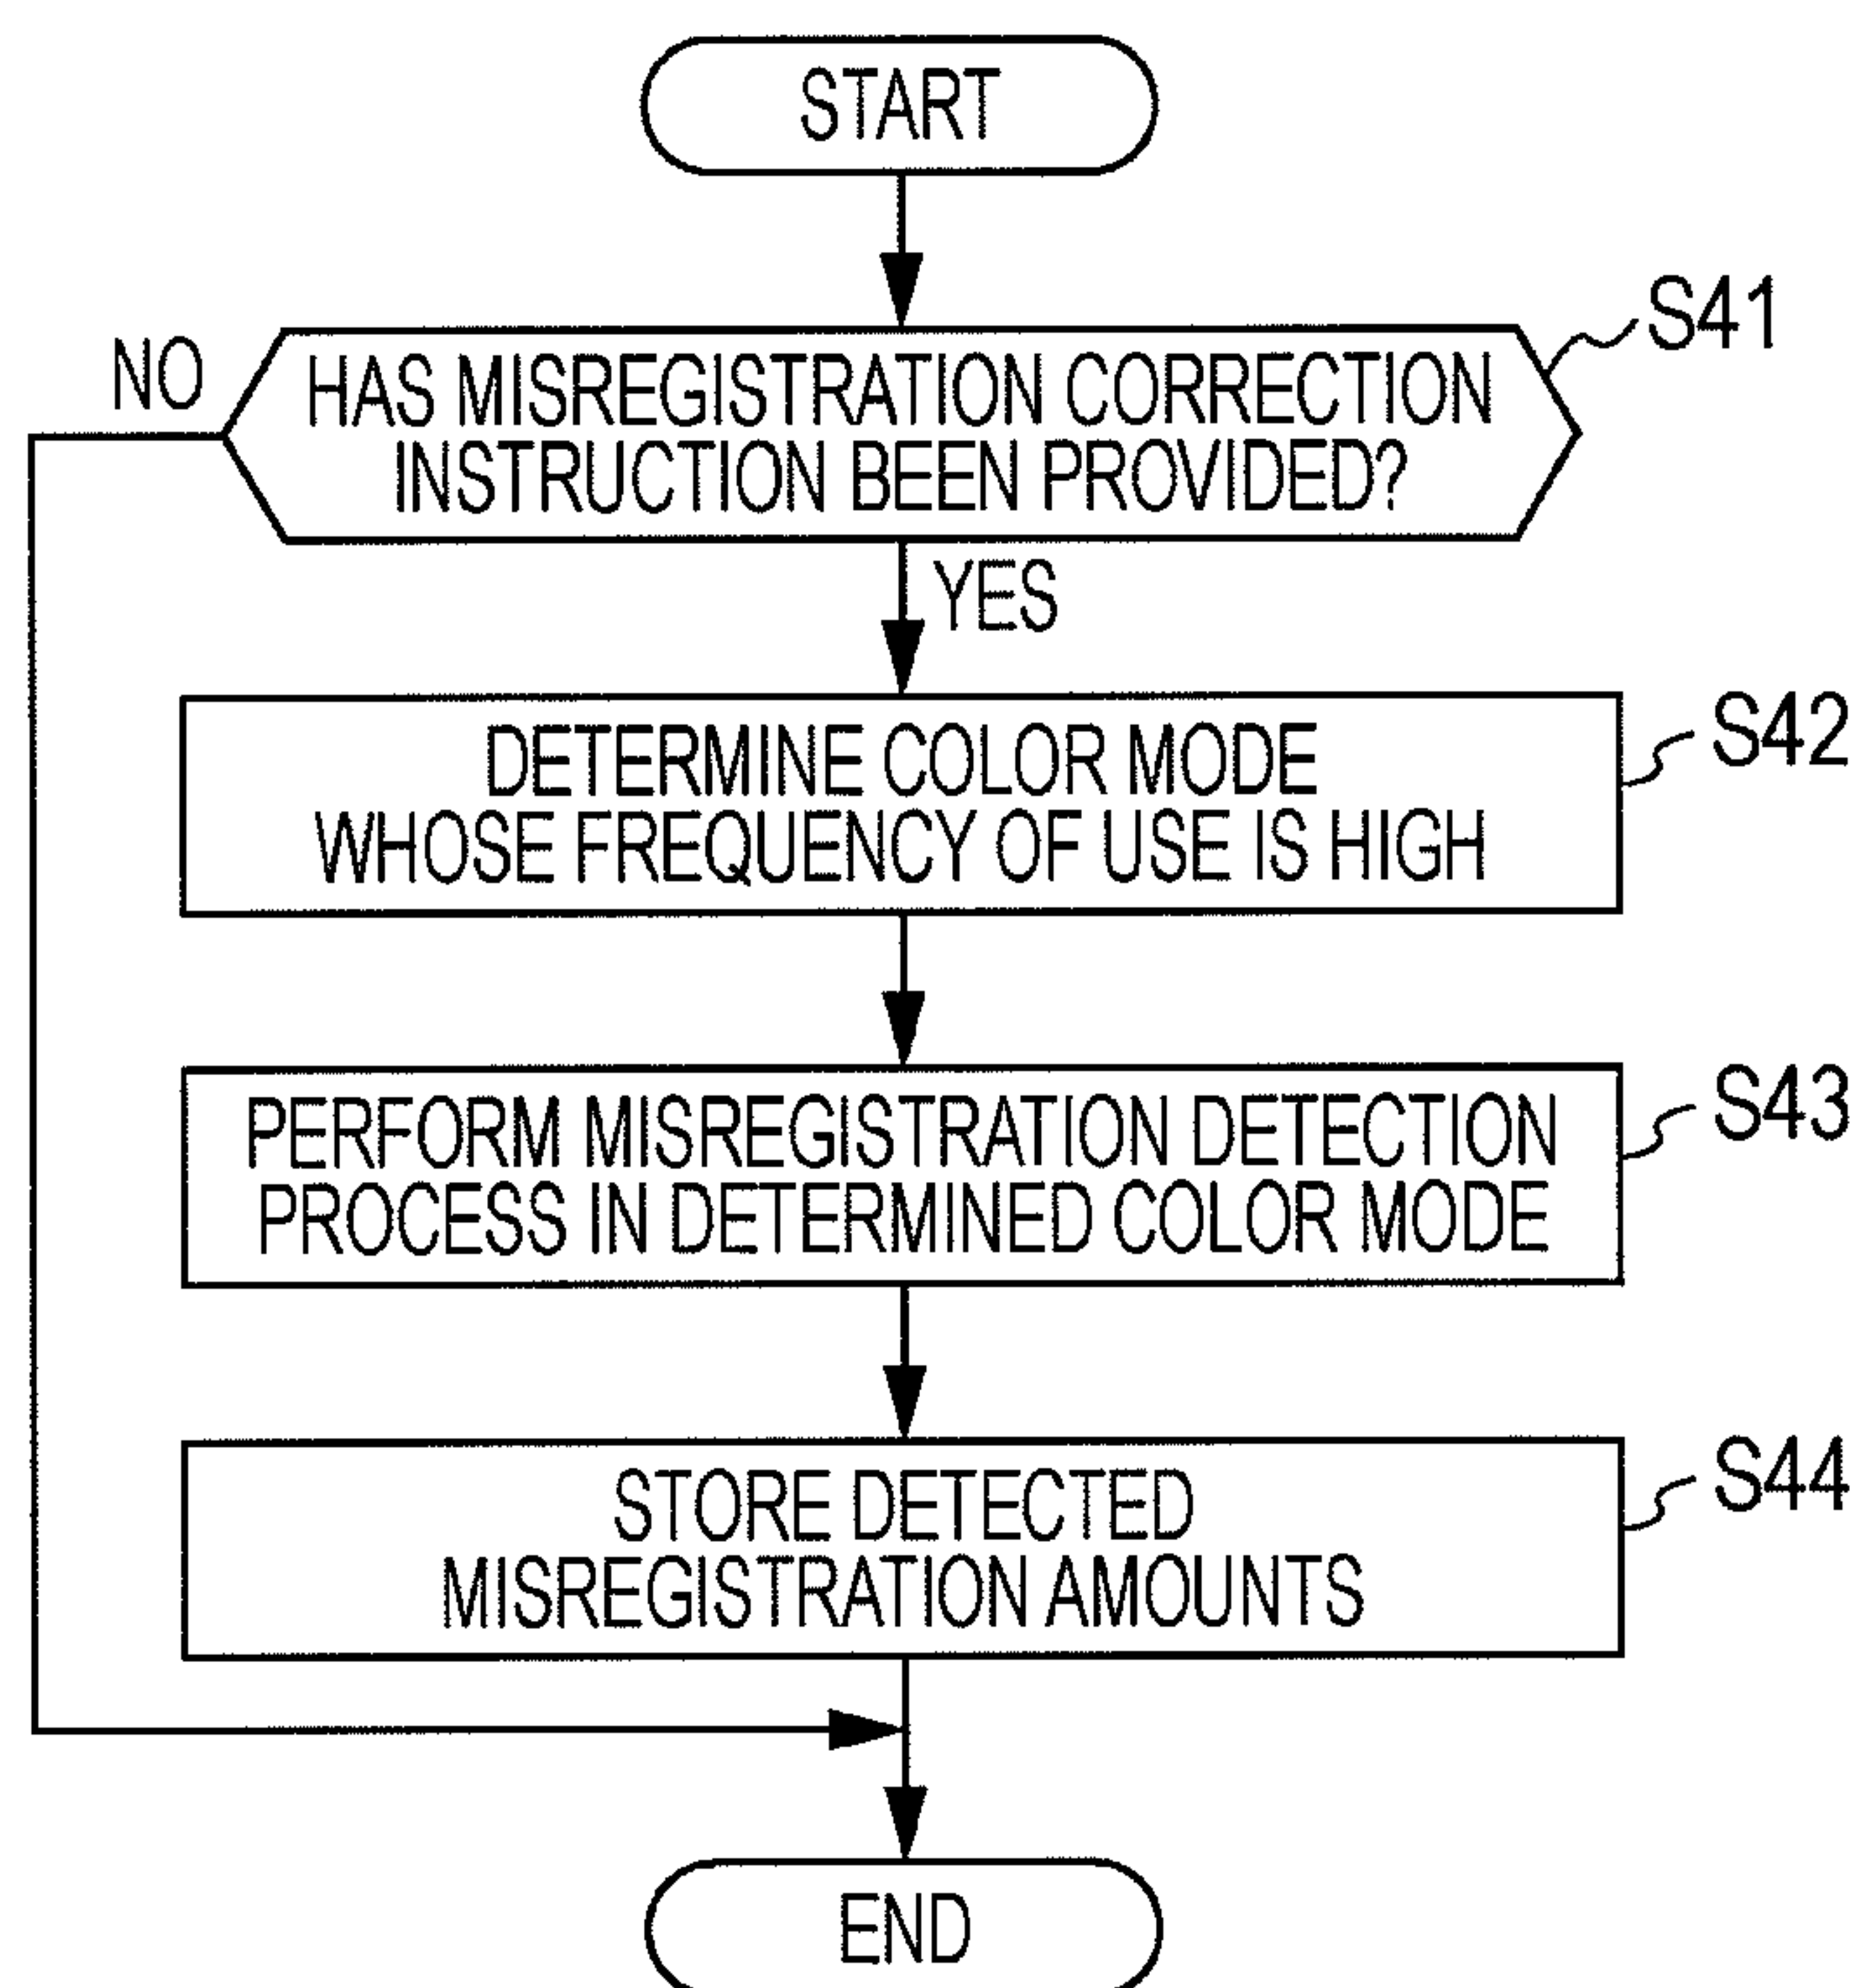 START
S41
NO
HAS MISREGISTRATION CORRECTION
INSTRUCTION BEEN PROVIDED?
YES
S42
DETERMINE COLOR MODE
WHOSE FREQUENCY OF USE IS HIGH
S43
PERFORM MISREGISTRATION DETECTION
PROCESS IN DETERMINED COLOR MODE
S44
STORE DETECTED
MISREGISTRATION AMOUNTS
END